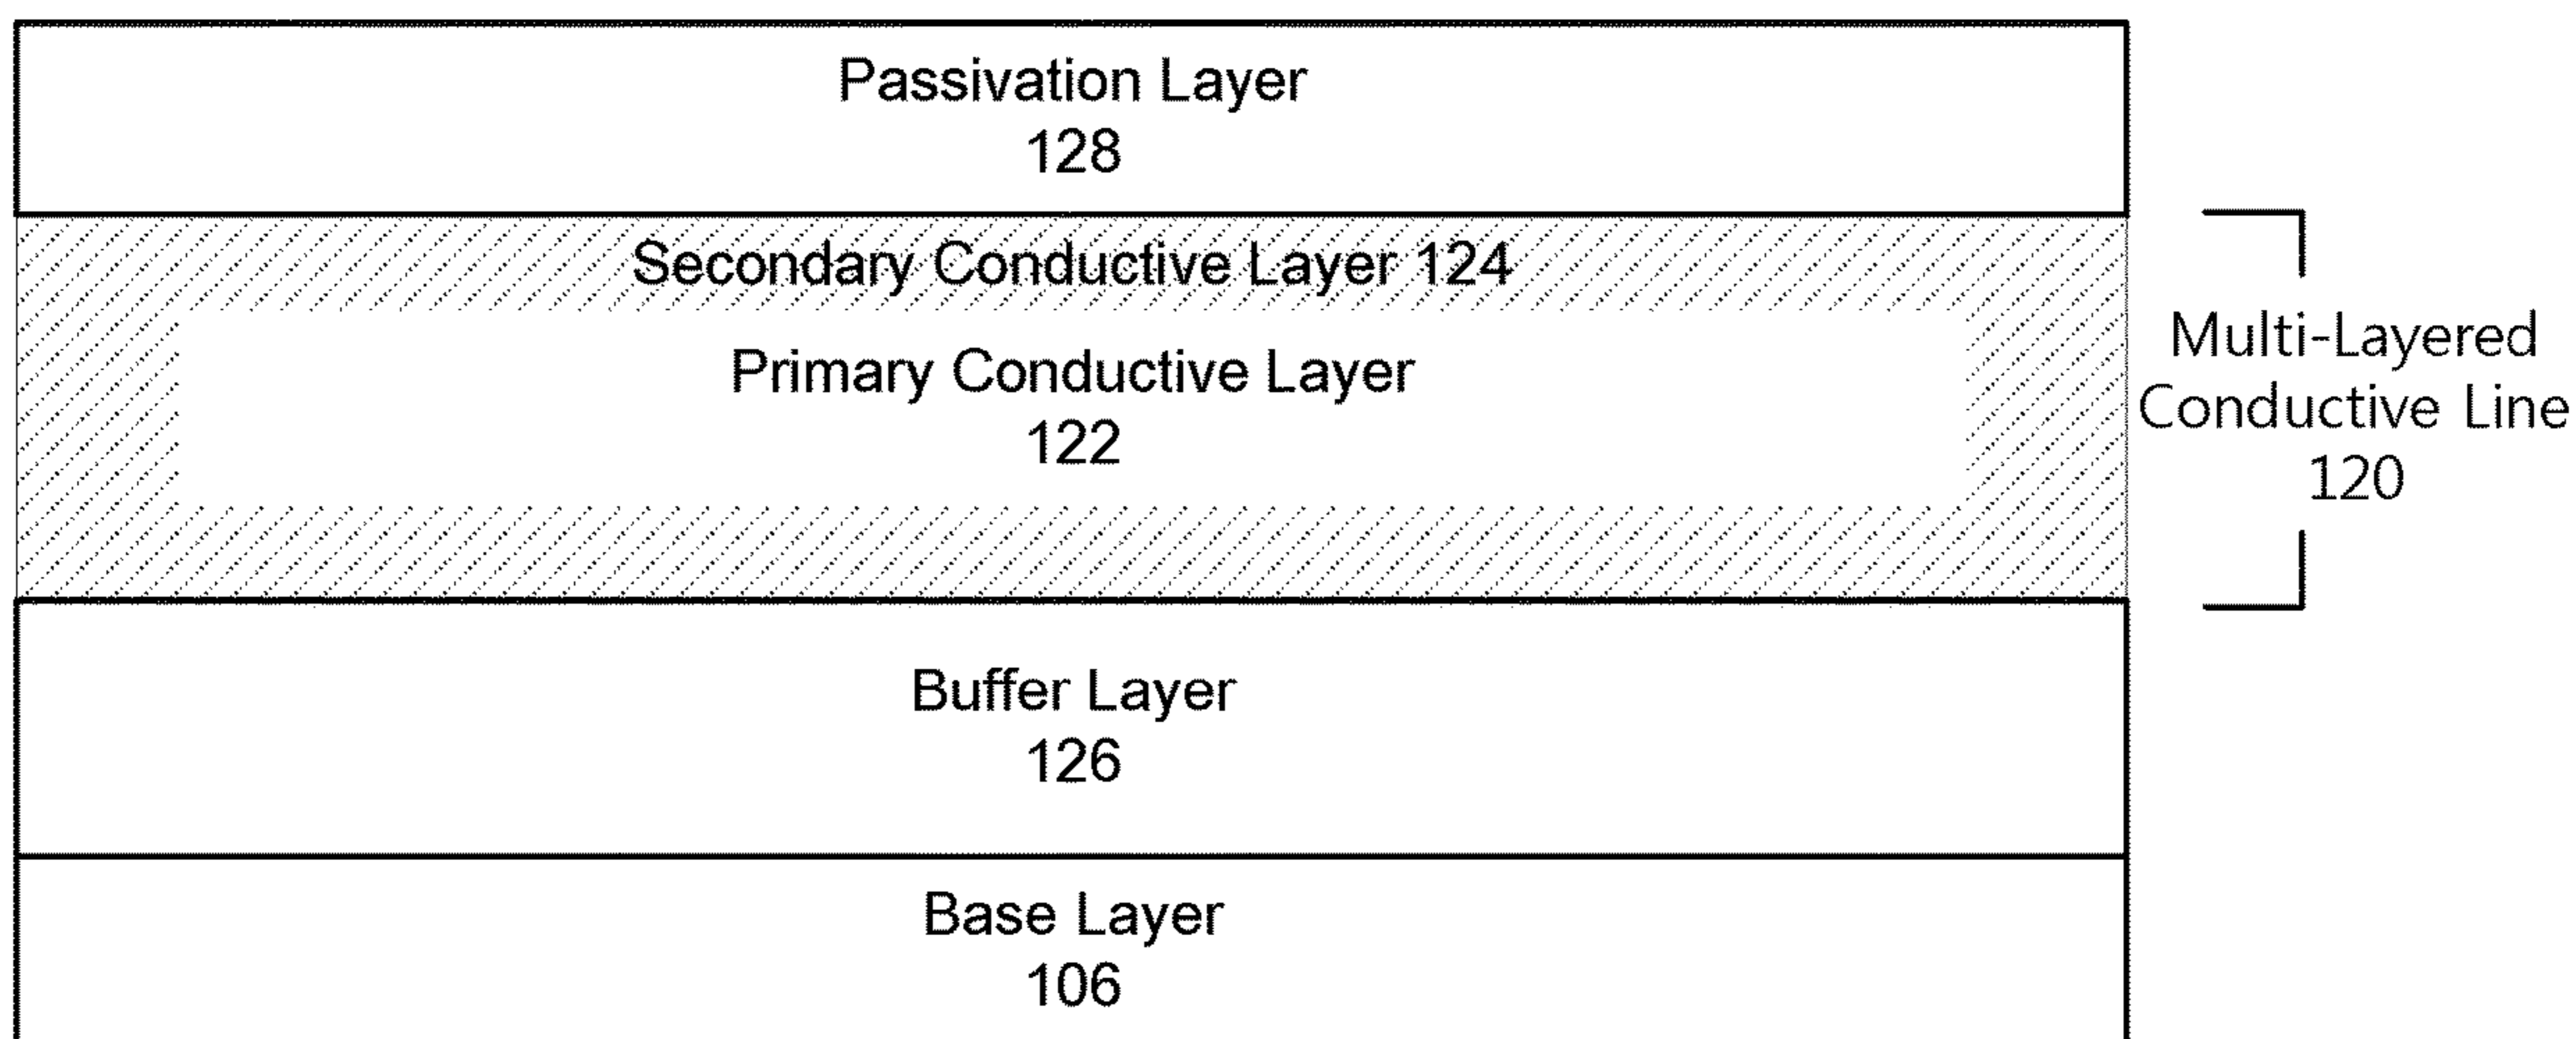 Passivation Layer
128
Secondary Conductive Layer 124
Primary Conductive Layer
122
Multi-Layered
Conductive Line
120
Buffer Layer
126
Base Layer
106